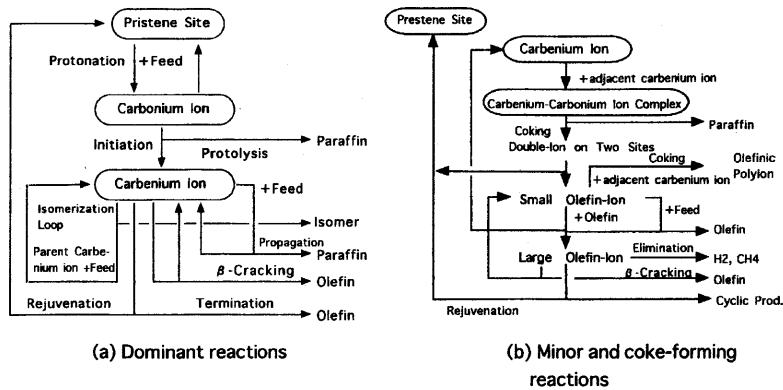 Pristene Site
Protonation
+Feed
Carbonium Ion
Initiation
Protolysis
Paraffin
Carbenium Ion
+Feed
Isomerization
Loop
Isomer
Parent Carbe-
nium ion +Feed
Propagation
Paraffin
β-Cracking
Olefin
Rejuvenation
Termination
Olefin
(a) Dominant reactions
Prestene Site
Carbenium Ion
+adjacent carbenium ion
Carbenium-Carbonium Ion Complex
Paraffin
Coking
Double-Ion on Two Sites
Coking
Olefinic
Polyion
+adjacent carbenium ion
Small Olefin-Ion
+Olefin
+Feed
Olefin
Large Olefin-Ion
Elimination
H2, CH4
β-Cracking
Olefin
Cyclic Prod.
Rejuvenation
(b) Minor and coke-forming
reactions